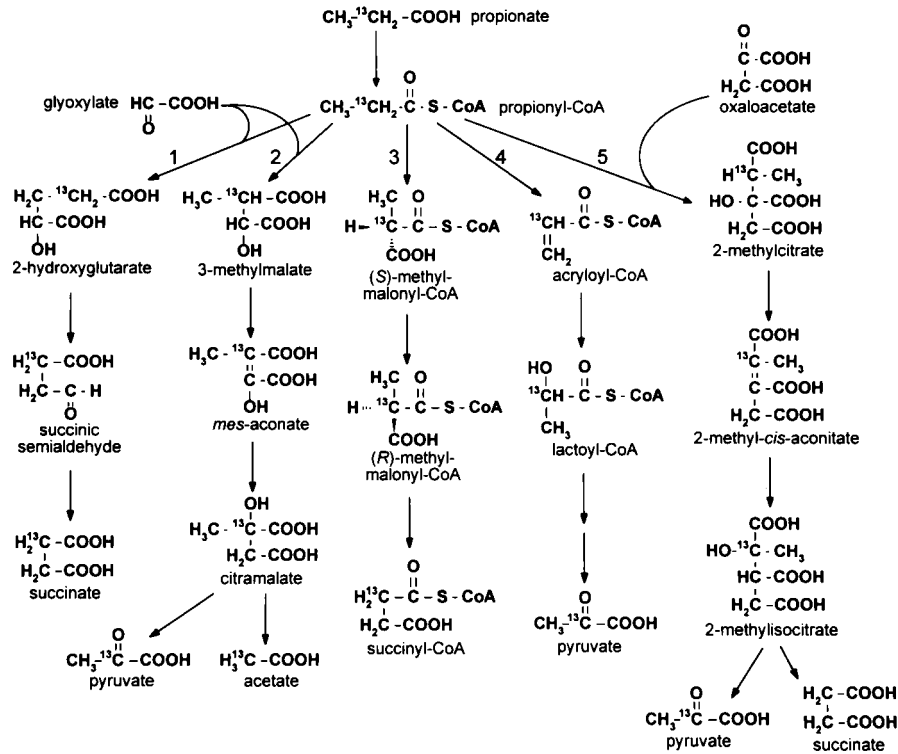 CH₃-¹³CH₂-COOH propionate
O
C-COOH
H₂C-COOH
oxaloacetate
glyoxylate HC-COOH
O
O
CH₃-¹³CH₂-C-S-CoA propionyl-CoA
1 2 3 4 5
H₂C-¹³CH₂-COOH
HC-COOH
OH
2-hydroxyglutarate
H₃C-¹³CH-COOH
HC-COOH
OH
3-methylmalate
H₃C O
H-¹³C-C-S-CoA
COOH
(S)-methyl-
malonyl-CoA
O
¹³C-C-S-CoA
CH₂
acryloyl-CoA
COOH
H¹³C-CH₃
HO-C-COOH
H₂C-COOH
2-methylcitrate
H₂¹³C-COOH
H₂C-C-H
O
succinic
semialdehyde
H₃C-¹³C-COOH
C-COOH
OH
mes-aconate
H₃C O
H···¹³C-C-S-CoA
COOH
(R)-methyl-
malonyl-CoA
HO O
H¹³C-C-S-CoA
CH₃
lactoyl-CoA
COOH
¹³C-CH₃
C-COOH
H₂C-COOH
2-methyl-cis-aconitate
H₂¹³C-COOH
H₂C-COOH
succinate
OH
H₃C-¹³C-COOH
H₂C-COOH
citramalate
O
H₂¹³C-C-S-CoA
H₂C-COOH
succinyl-CoA
O
CH₃-¹³C-COOH
pyruvate
COOH
HO-¹³C-CH₃
HC-COOH
H₂C-COOH
2-methylisocitrate
O
CH₃-¹³C-COOH
pyruvate
H₃¹³C-COOH
acetate
O
CH₃-¹³C-COOH
pyruvate
H₂C-COOH
H₂C-COOH
succinate